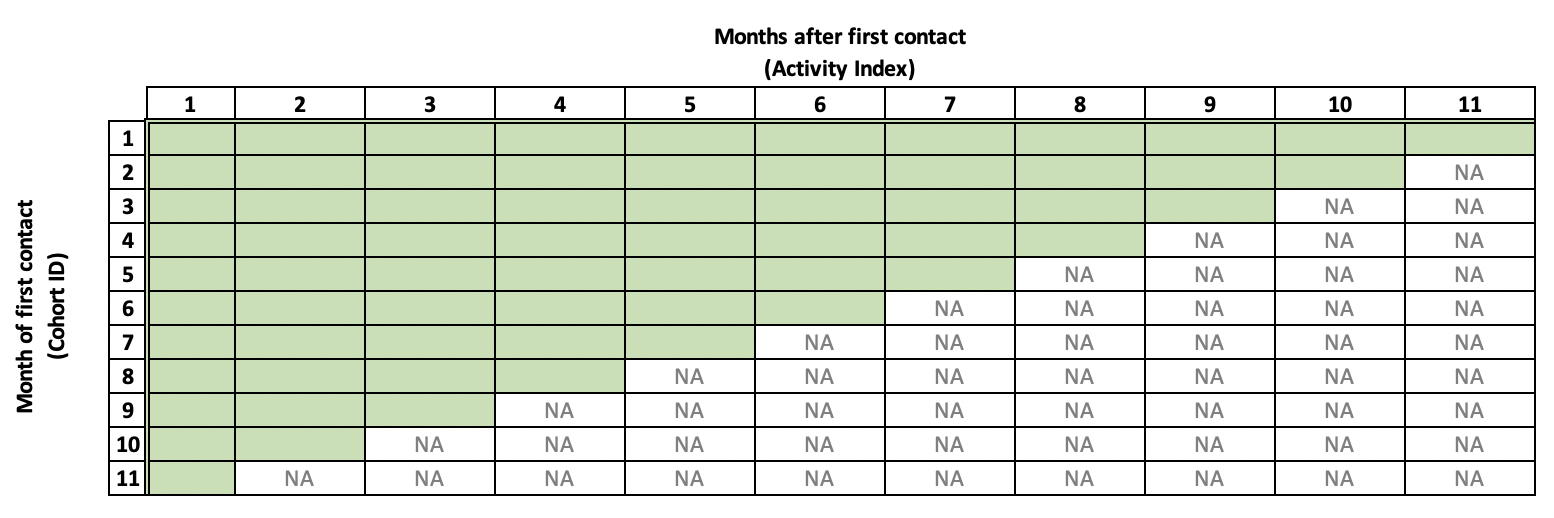 Months after first contact
(Activity Index)
1 2 3 4 5 6 7 8 9 10 11
Month of first contact
(Cohort ID)
1
2 NA
3 NA NA
4 NA NA NA
5 NA NA NA NA
6 NA NA NA NA NA
7 NA NA NA NA NA NA
8 NA NA NA NA NA NA NA
9 NA NA NA NA NA NA NA NA
10 NA NA NA NA NA NA NA NA NA
11 NA NA NA NA NA NA NA NA NA NA